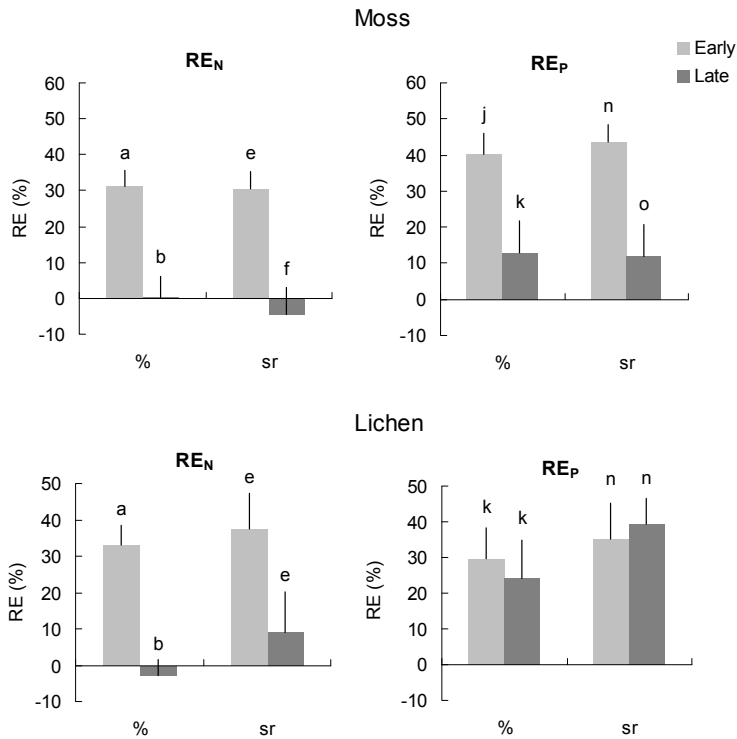 Moss
Early
Late
RE_N
60
50
40
30
20
10
0
-10
RE (%)
a
b
e
f
%
sr
RE_P
60
50
40
30
20
10
0
-10
RE (%)
j
k
n
o
%
sr
Lichen
RE_N
50
40
30
20
10
0
-10
RE (%)
a
b
e
e
%
sr
RE_P
50
40
30
20
10
0
-10
RE (%)
k
k
n
n
%
sr